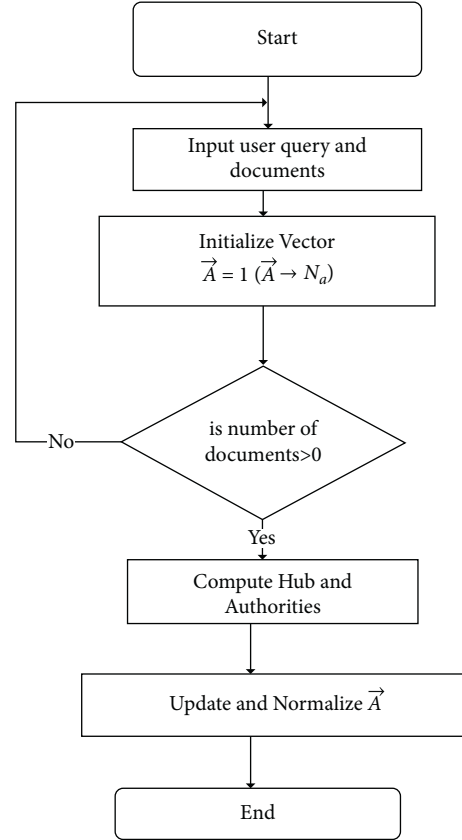 Start
Input user query and
documents
Initialize Vector
A⃗ = 1 (A⃗ → Nₐ)
is number of
documents>0
No
Yes
Compute Hub and
Authorities
Update and Normalize A⃗
End